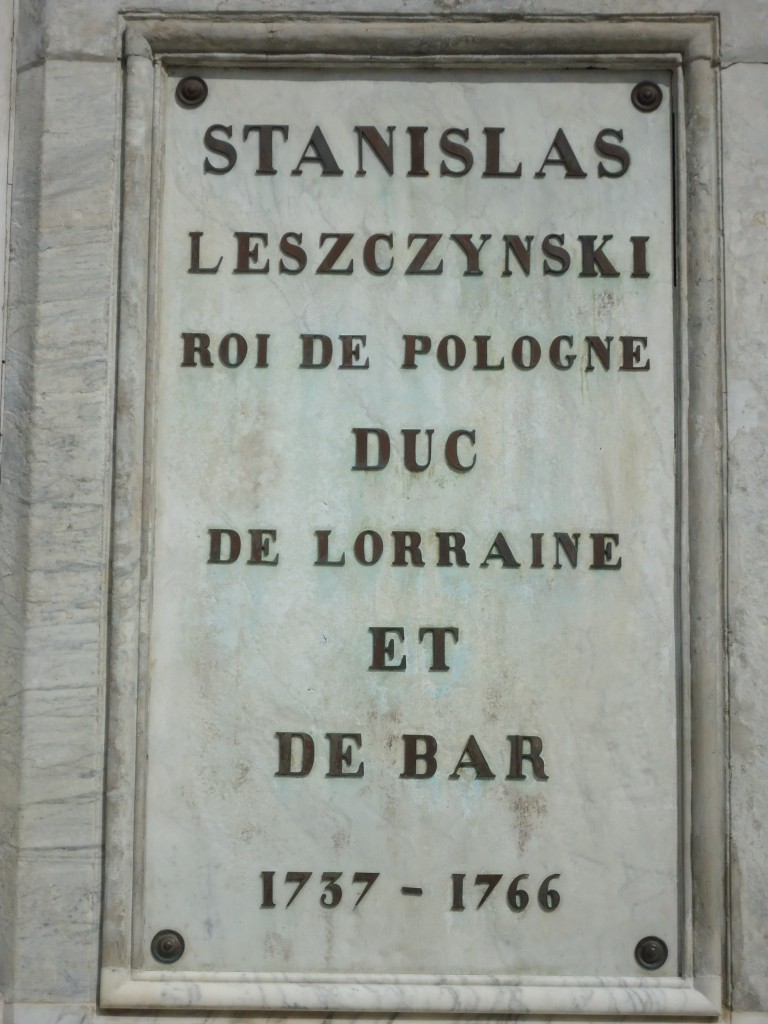 STANISLAS
LESZCZYNSKI
ROI DE POLOGNE
DUC
DE LORRAINE
ET
DE BAR
1737 - 1766